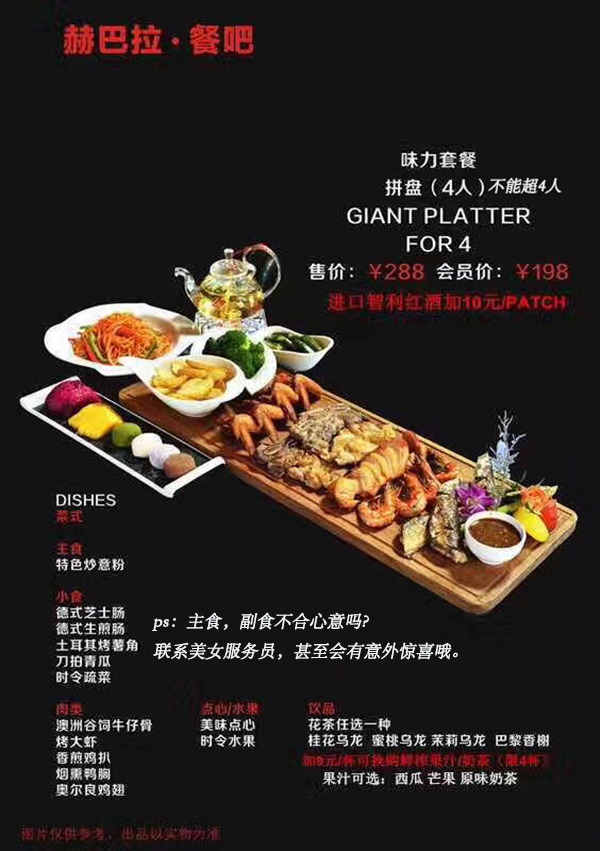 赫巴拉·餐吧
味力套餐
拼盘（4人）不能超4人
GIANT PLATTER
FOR 4
售价：￥288 会员价：￥198
进口智利红酒加10元/PATCH
DISHES
菜式
主食
特色炒意粉
小食
德式芝士肠
德式生煎肠
土耳其烤薯角
刀拍青瓜
时令疏菜
ps：主食，副食不合心意吗?
联系美女服务员，甚至会有意外惊喜哦。
肉类
澳洲谷饲牛仔骨
烤大虾
香煎鸡扒
烟熏鸭胸
奥尔良鸡翅
点心/水果
美味点心
时令水果
饮品
花茶任选一种
桂花乌龙 蜜桃乌龙 茉莉乌龙 巴黎香榭
加9元/杯可换购鲜榨果汁/奶茶（限4杯）
果汁可选：西瓜 芒果 原味奶茶
图片仅供参考，出品以实物为准